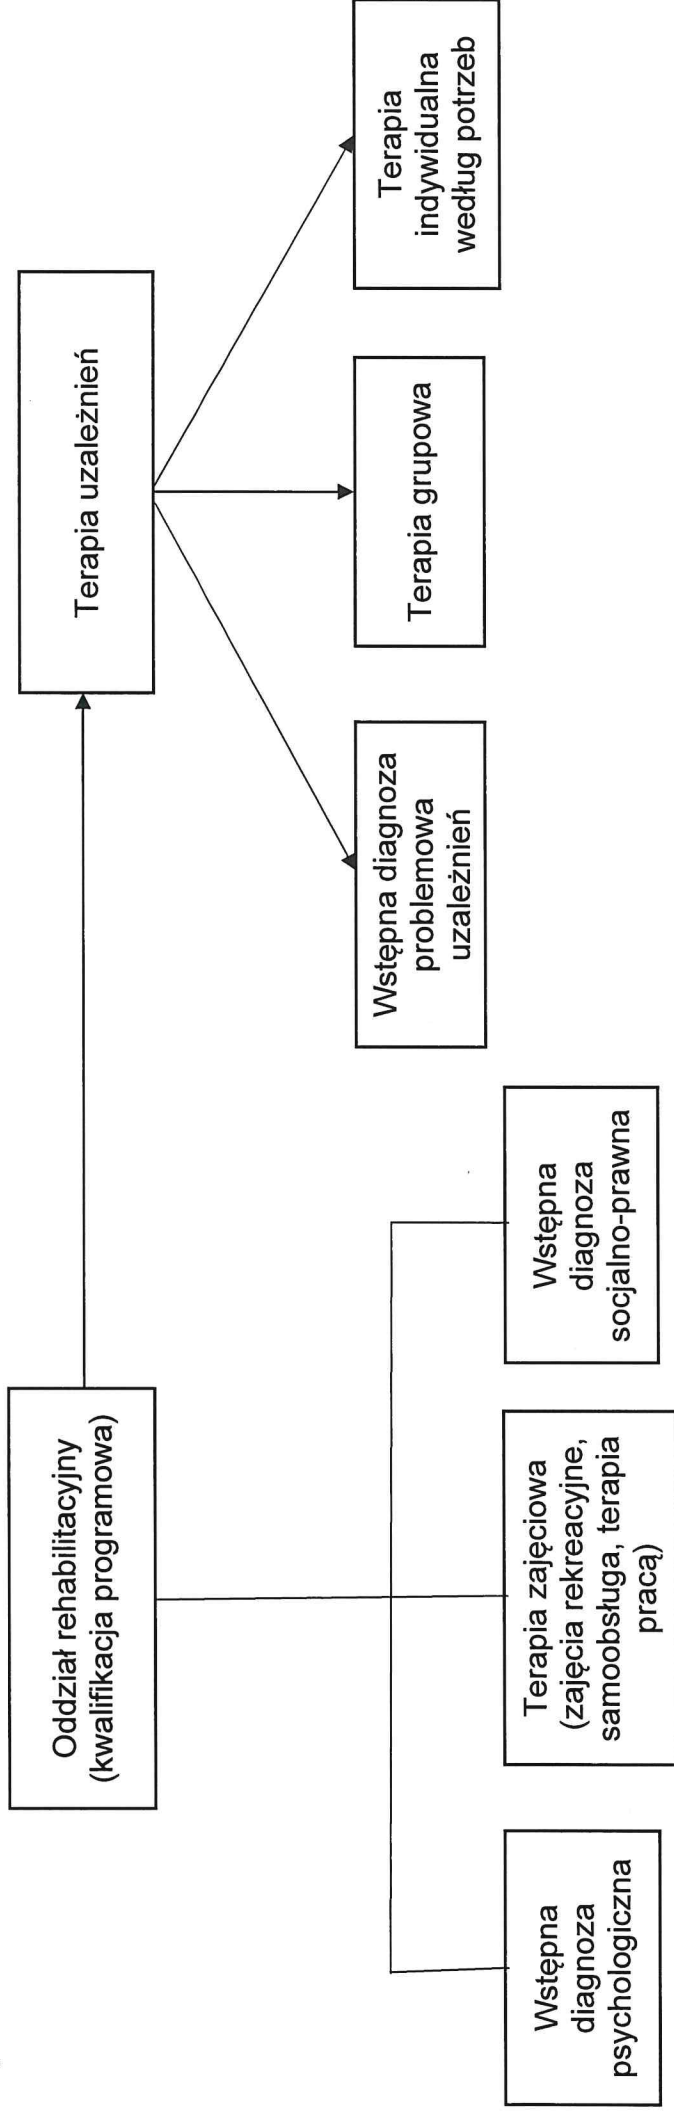 Oddział rehabilitacyjny
(kwalifikacja programowa)
Terapia uzależnień
Wstępna diagnoza
problemowa
uzależnień
Terapia grupowa
Terapia
indywidualna
według potrzeb
Wstępna
diagnoza
psychologiczna
Terapia zajęciowa
(zajęcia rekreacyjne,
samoobsługa, terapia
pracą)
Wstępna
diagnoza
socjalno-prawna